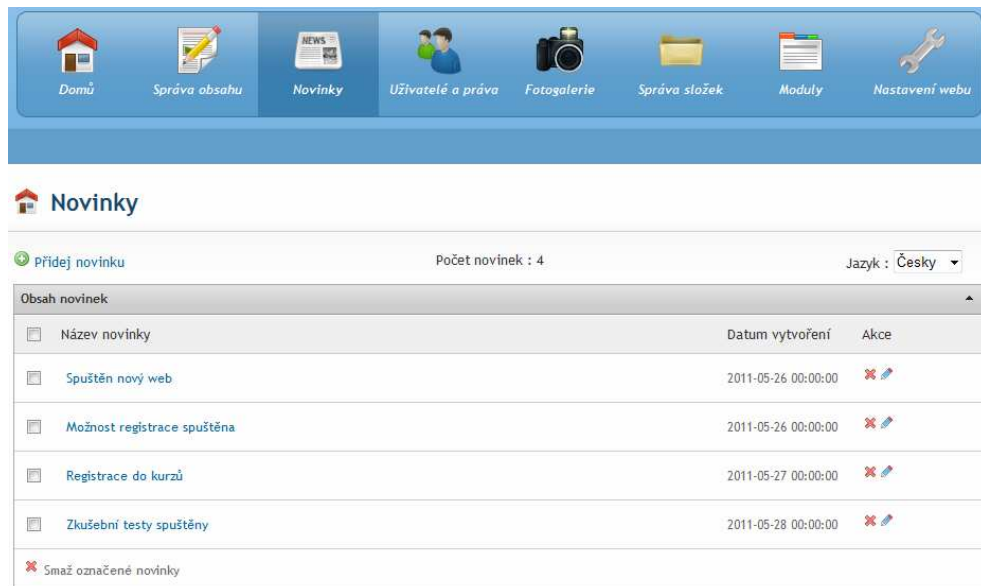 NEWS
Domů Správa obsahu Novinky Uživatelé a práva Fotogalerie Správa složek Moduly Nastavení webu
Novinky
Přidej novinku Počet novinek : 4 Jazyk : Česky
Obsah novinek
Název novinky Datum vytvoření Akce
Spuštěn nový web 2011-05-26 00:00:00
Možnost registrace spuštěna 2011-05-26 00:00:00
Registrace do kurzů 2011-05-27 00:00:00
Zkušební testy spuštěny 2011-05-28 00:00:00
Smaž označené novinky